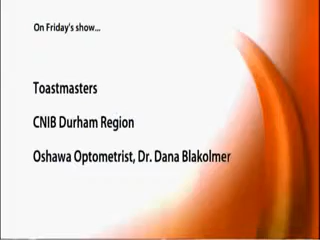 On Friday's show...
Toastmasters
CNIB Durham Region
Oshawa Optometrist, Dr. Dana Blakolmer